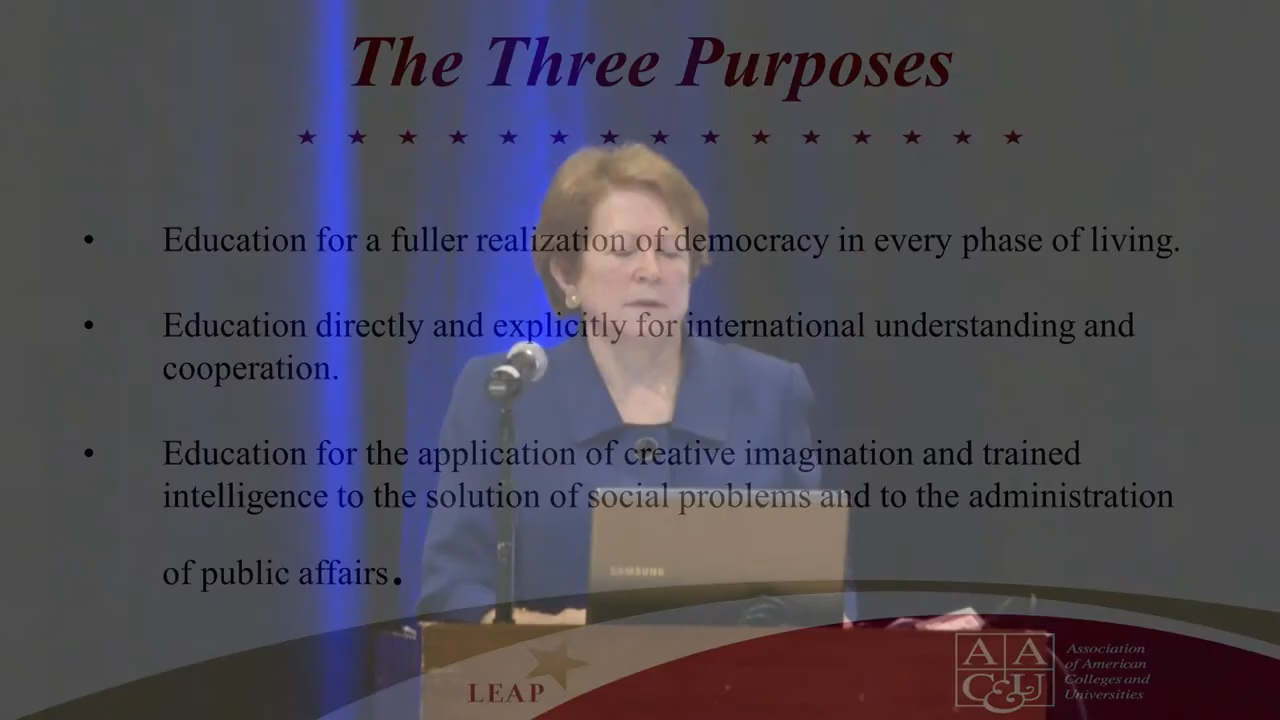 The Three Purposes
• Education for a fuller realization of democracy in every phase of living.
• Education directly and explicitly for international understanding and
cooperation.
• Education for the application of creative imagination and trained
intelligence to the solution of social problems and to the administration
of public affairs.
SAMSUNG
LEAP
AA
C&U
Association
of American
Colleges and
Universities